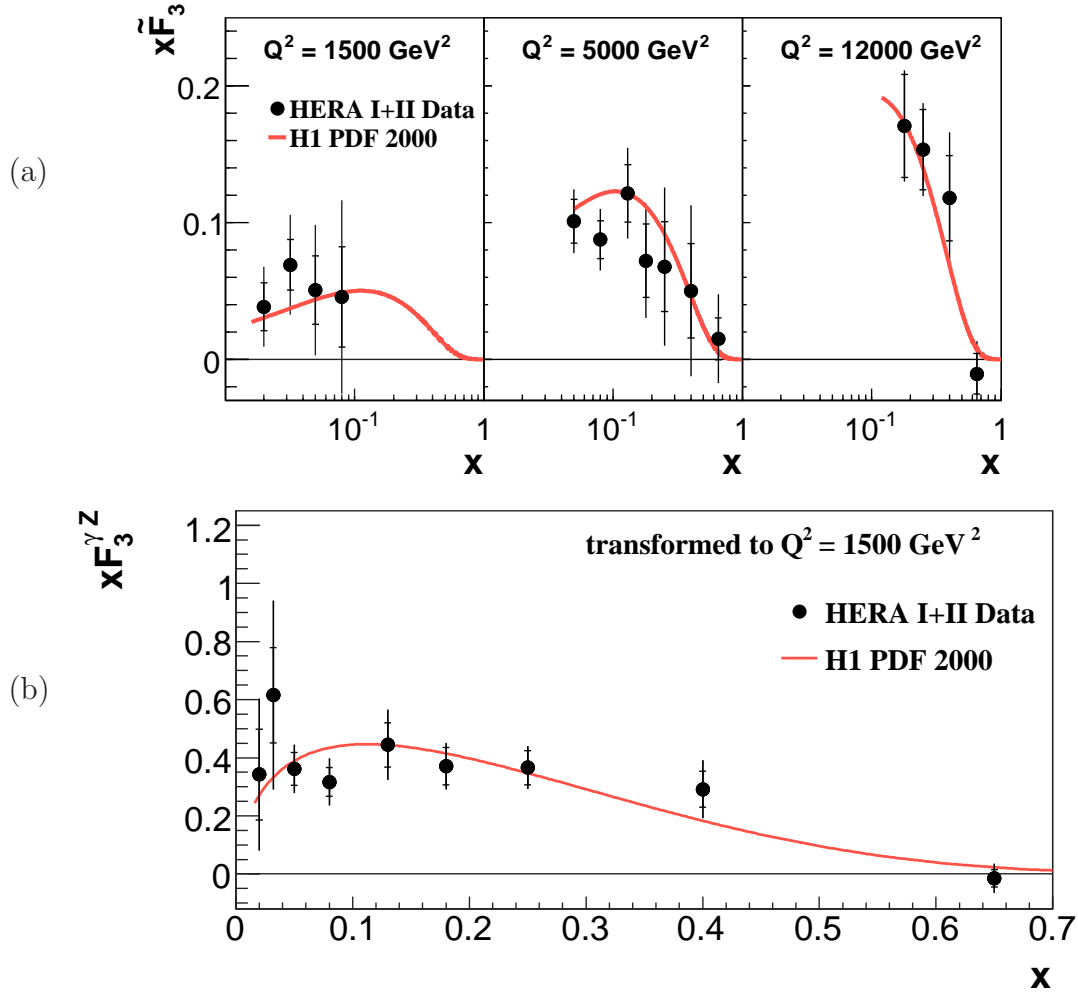 xF̃₃
Q² = 1500 GeV² Q² = 5000 GeV² Q² = 12000 GeV²
0.2
HERA I+II Data
H1 PDF 2000
(a)
0.1
0
10⁻¹ 1 10⁻¹ 1 10⁻¹ 1
x x x
xF₃^γZ
1.2
transformed to Q² = 1500 GeV²
1
HERA I+II Data
0.8
H1 PDF 2000
(b)
0.6
0.4
0.2
0
0 0.1 0.2 0.3 0.4 0.5 0.6 0.7
x